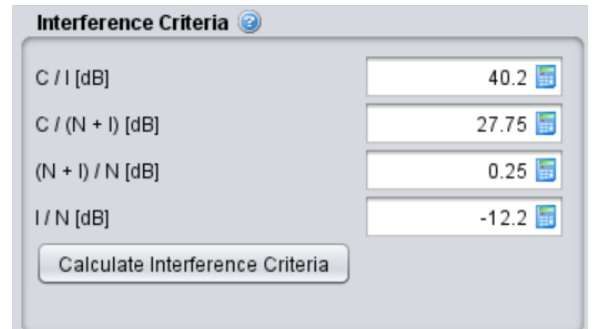 Interference Criteria
C / I [dB] 40.2
C / (N + I) [dB] 27.75
(N + I) / N [dB] 0.25
I / N [dB] -12.2
Calculate Interference Criteria